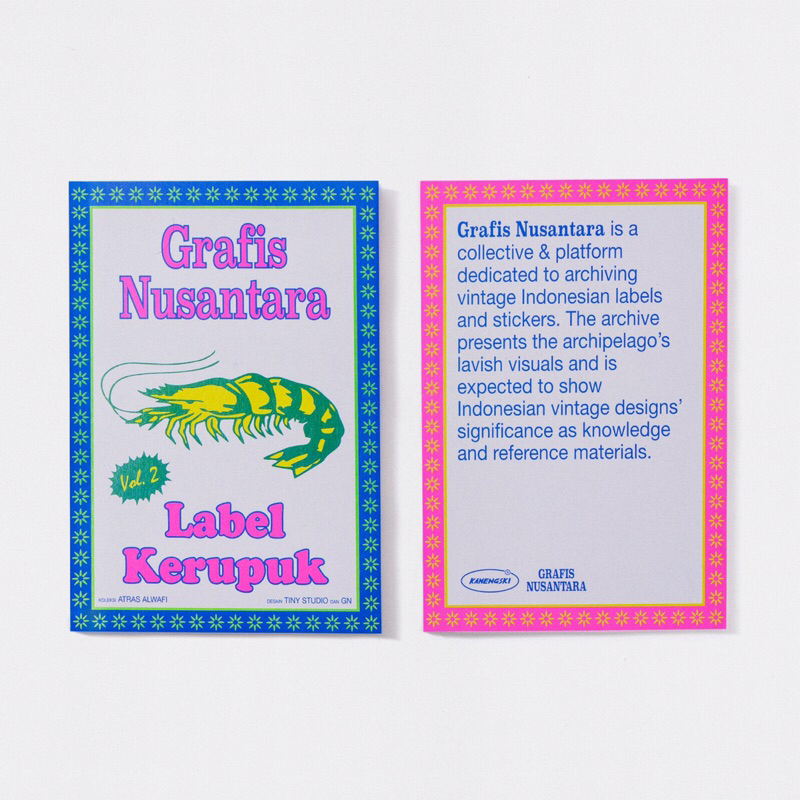 Grafis
Nusantara
Vol. 2
Label
Kerupuk
KOLEKSI ATRAS ALWAFI
DESAIN TINY STUDIO DAN GN
Grafis Nusantara is a
collective & platform
dedicated to archiving
vintage Indonesian labels
and stickers. The archive
presents the archipelago’s
lavish visuals and is
expected to show
Indonesian vintage designs’
significance as knowledge
and reference materials.
KAMENGSKI®
GRAFIS
NUSANTARA